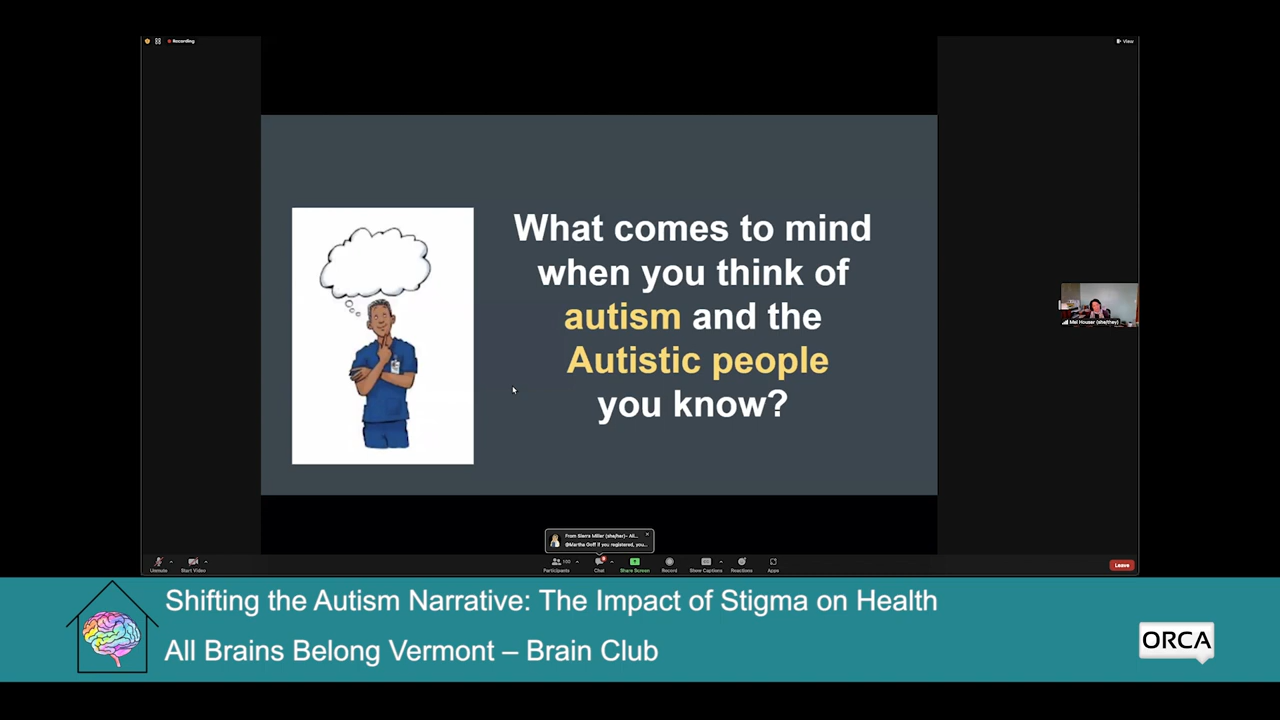 Recording
View
What comes to mind
when you think of
autism and the
Autistic people
you know?
Mel Houser (she/they)
From Sierra Miller (she/her)- All...
@Martha Goff if you registered, you...
Unmute
Start Video
Participants
100
Chat
Share Screen
Record
Show Captions
Reactions
Apps
Leave
Shifting the Autism Narrative: The Impact of Stigma on Health
All Brains Belong Vermont – Brain Club
ORCA